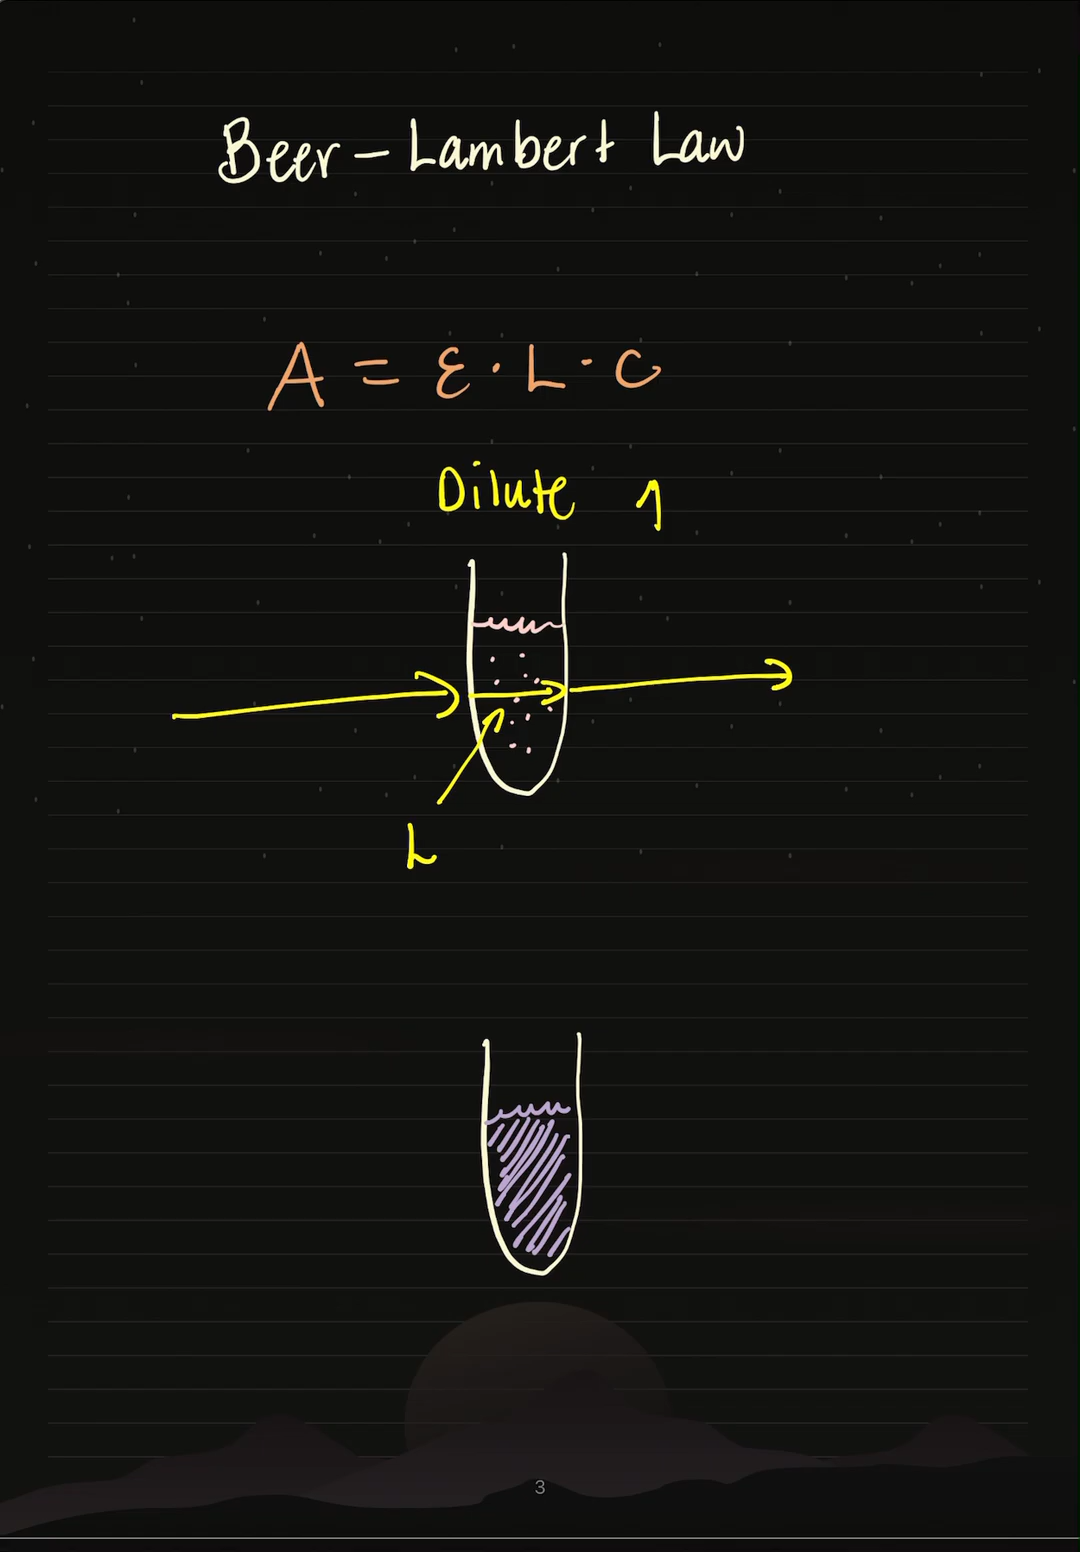 Beer - Lambert Law
A = ε · L · C
Dilute ↿
L
3